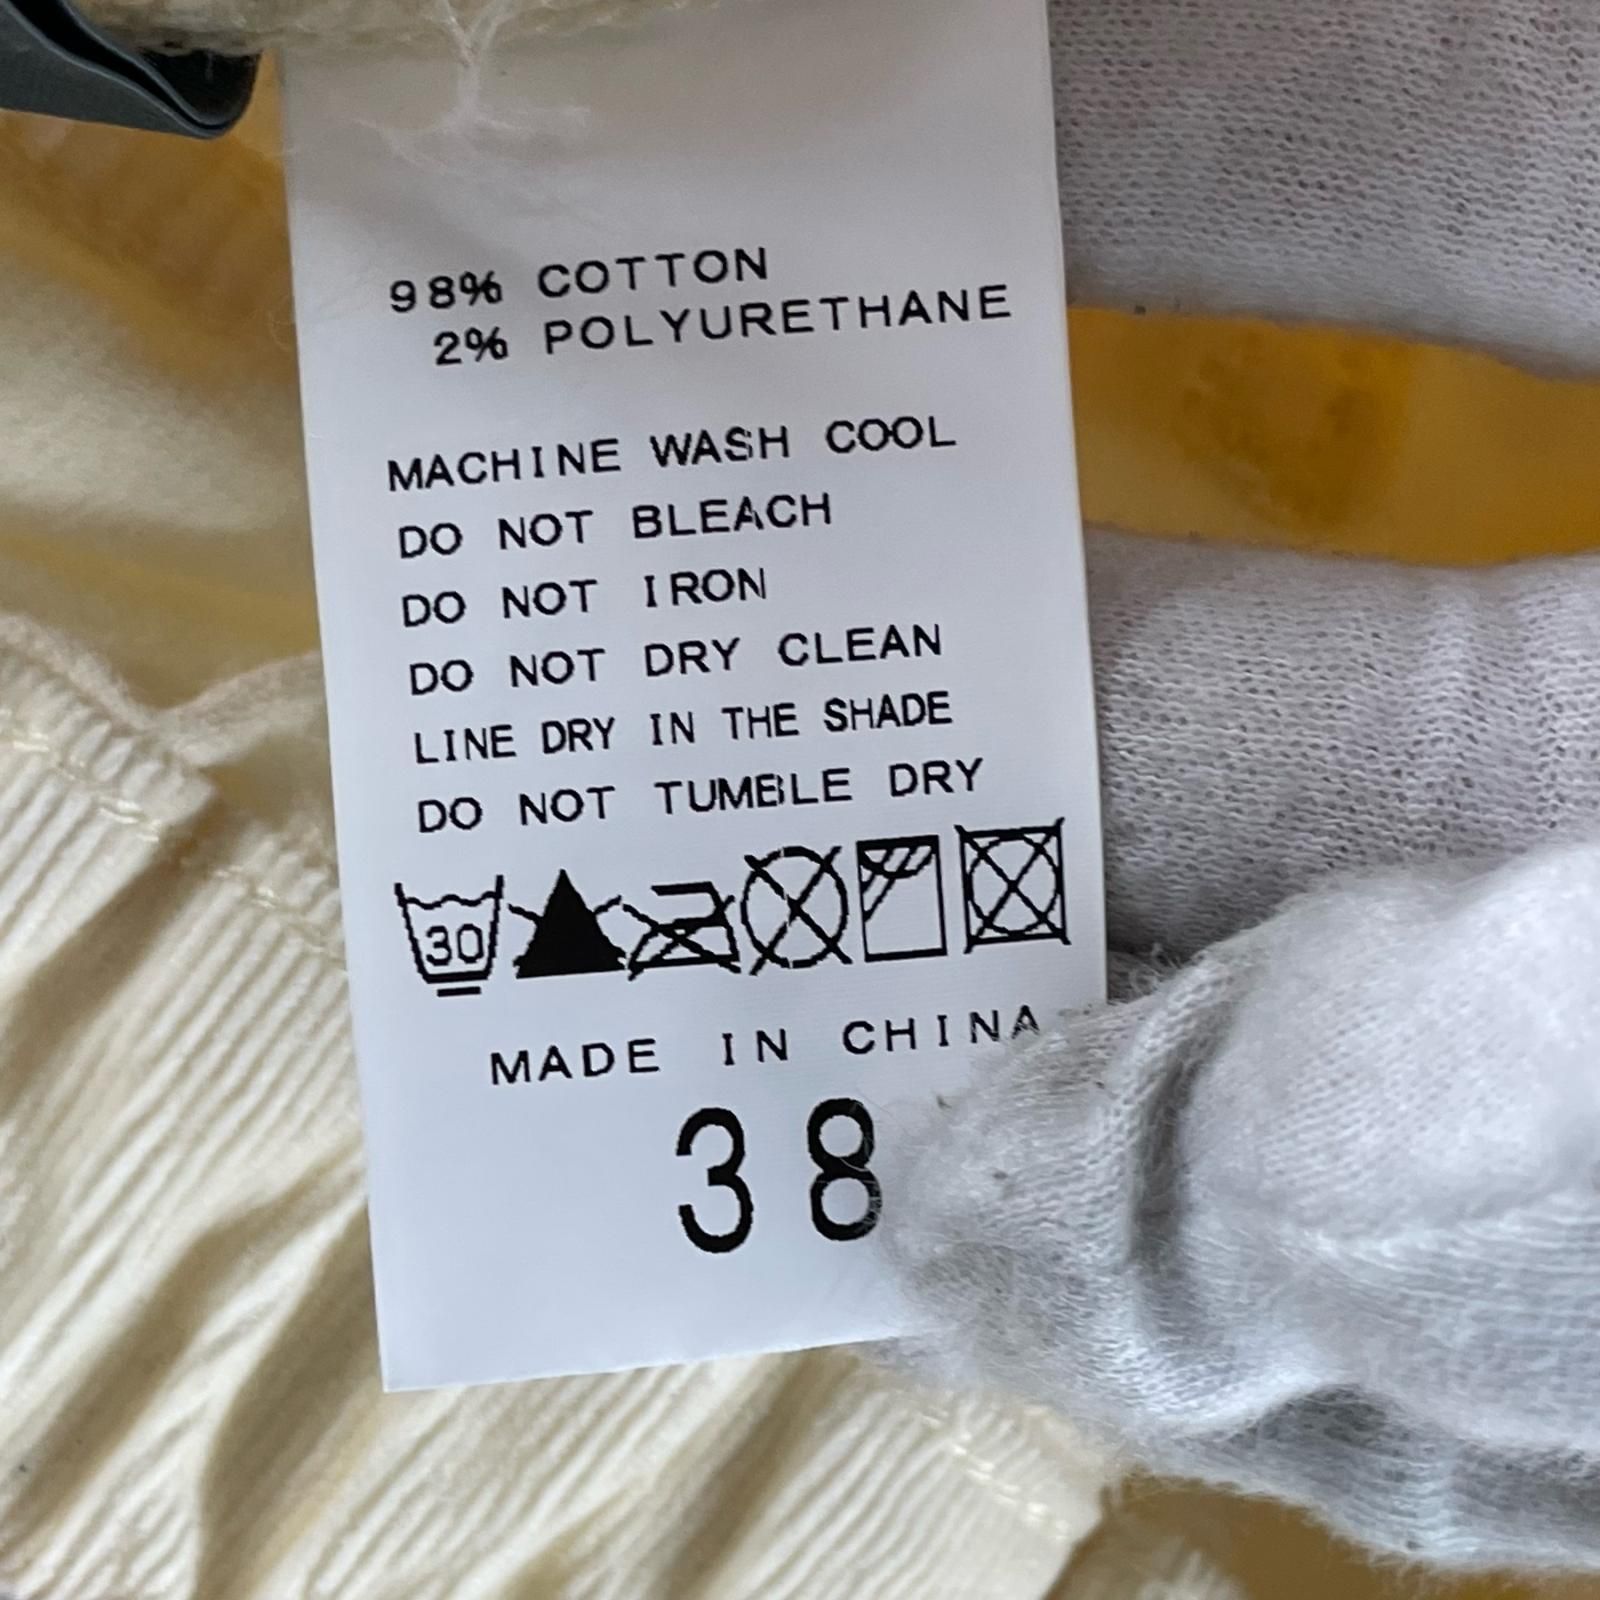 98% COTTON
2% POLYURETHANE
MACHINE WASH COOL
DO NOT BLEACH
DO NOT IRON
DO NOT DRY CLEAN
LINE DRY IN THE SHADE
DO NOT TUMBLE DRY
30
MADE IN CHINA
38